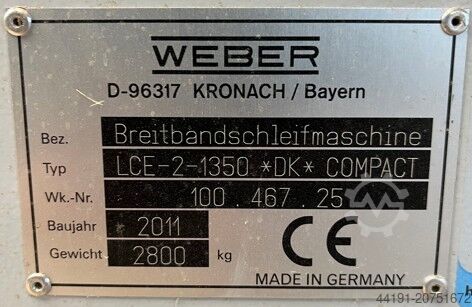 WEBER
D-96317 KRONACH / Bayern
Bez. Breitbandschleifmaschine
Typ LCE-2-1350 *DK* COMPACT
Wk.-Nr. 100 . 467 . 25
Baujahr 2011
Gewicht 2800 kg
CE
MADE IN GERMANY
44191-20751672